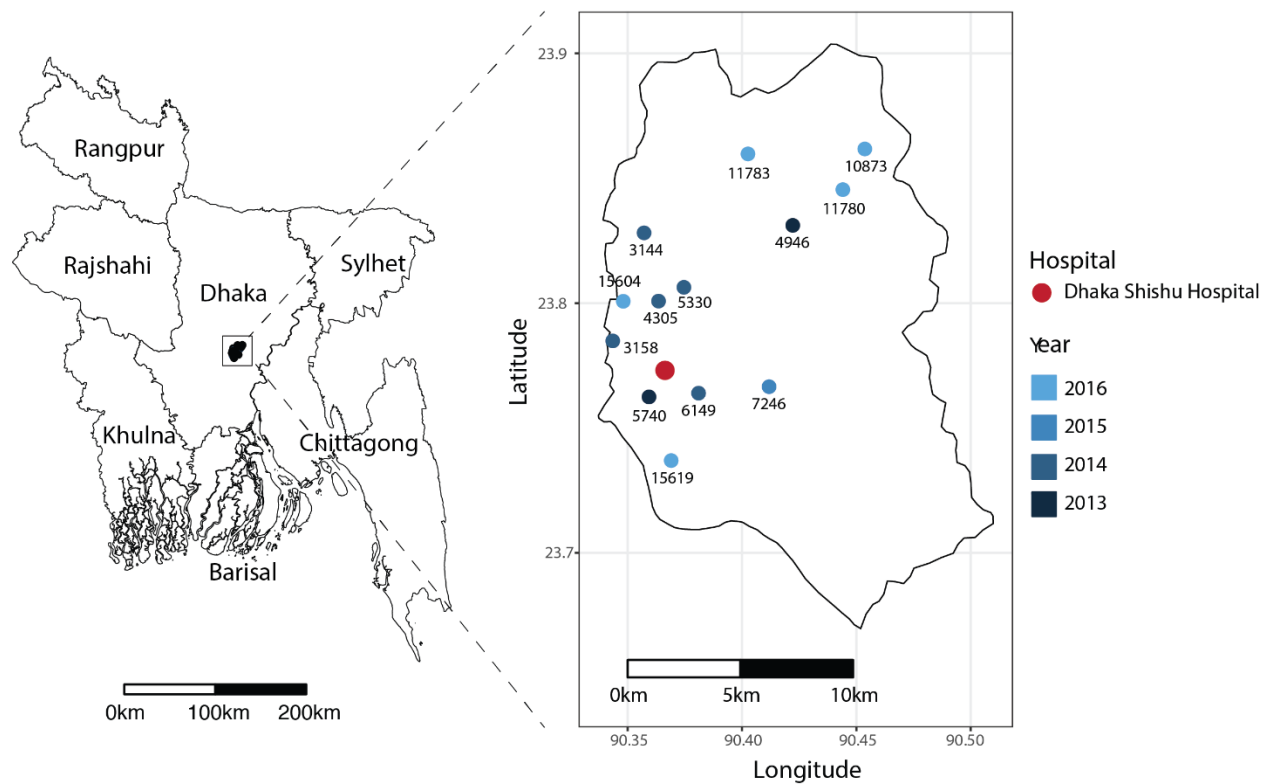 Rangpur
Rajshahi
Sylhet
Dhaka
Khulna
Chittagong
Barisal
0km
100km
200km
23.9
23.8
23.7
Latitude
11783
10873
11780
4946
3144
15604
5330
4305
3158
5740
6149
7246
15619
0km
5km
10km
90.35
90.40
90.45
90.50
Longitude
Hospital
Dhaka Shishu Hospital
Year
2016
2015
2014
2013